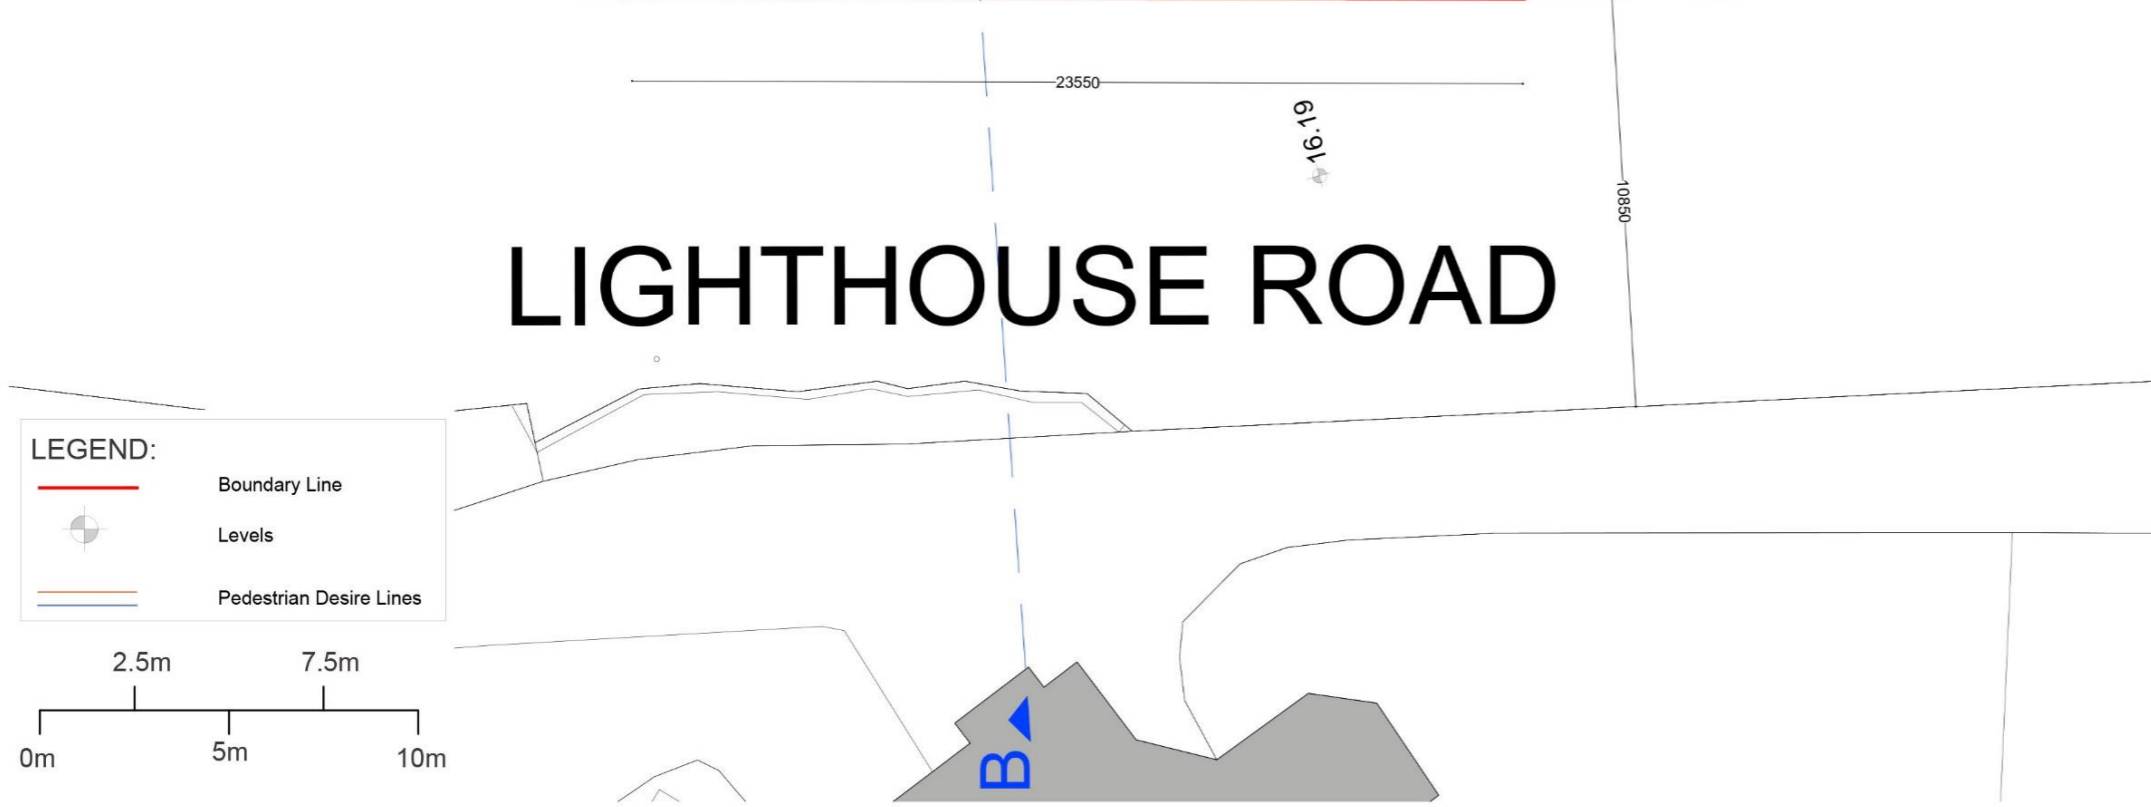 23550
16.19
10850
LIGHTHOUSE ROAD
LEGEND:
Boundary Line
Levels
Pedestrian Desire Lines
2.5m 7.5m
0m 5m 10m
B